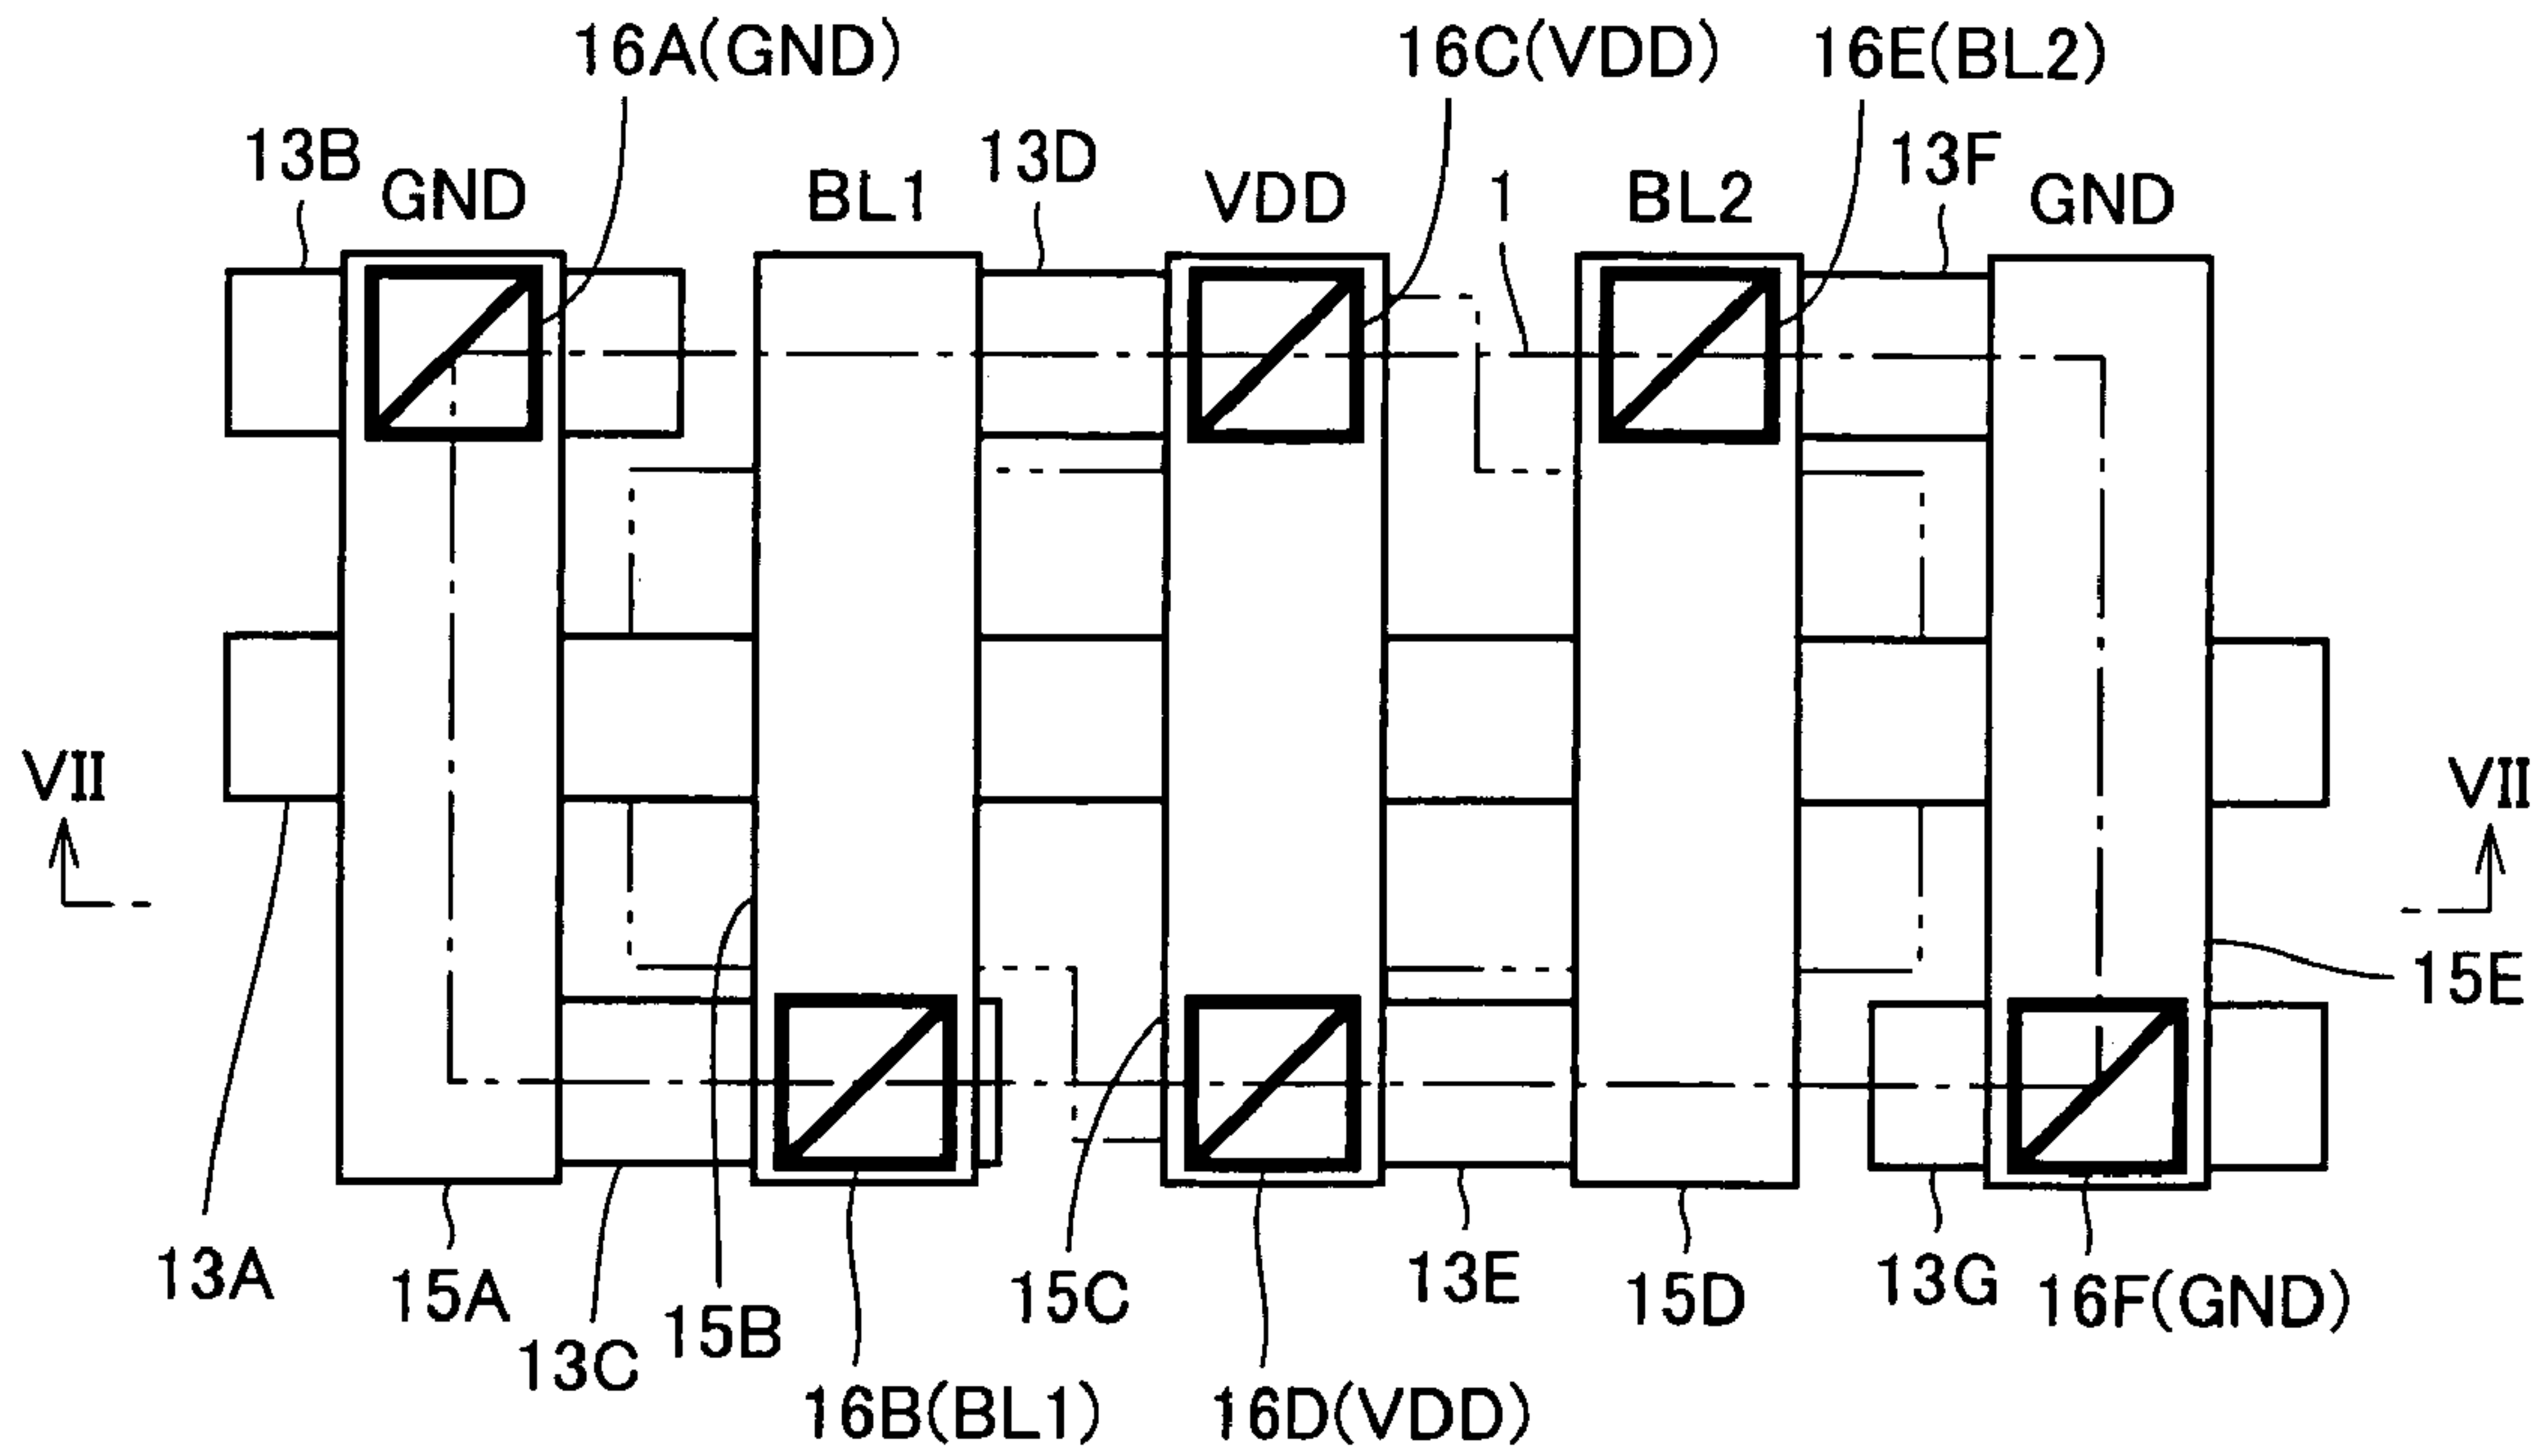 16A(GND)
16C(VDD)
16E(BL2)
13B
GND
BL1
13D
VDD
1
BL2
13F
GND
VII
VII
15E
13A
15A
13C
15B
16B(BL1)
15C
16D(VDD)
13E
15D
13G
16F(GND)